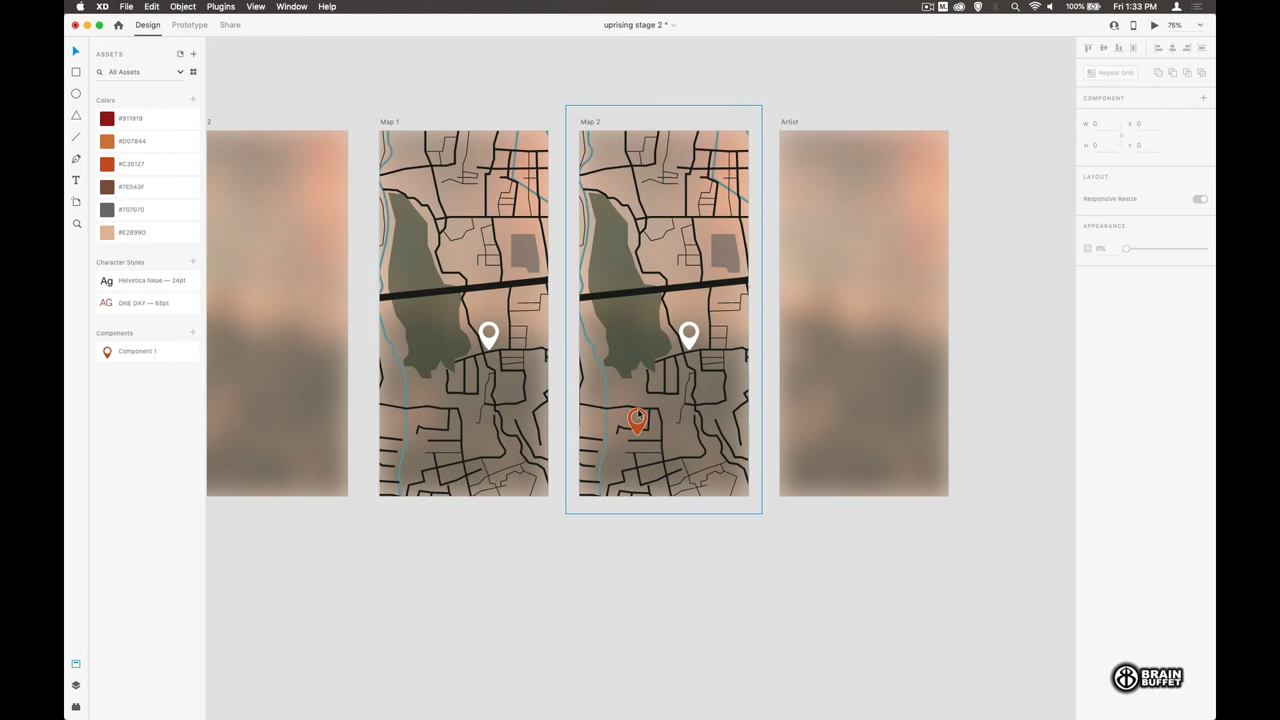 XD File Edit Object Plugins View Window Help
100% Fri 1:33 PM
Design Prototype Share
uprising stage 2 *
75%
ASSETS
All Assets
Colors
#911919
#D07B44
#C35127
#7E543F
#707070
#E2B99D
Character Styles
Ag Helvetica Neue — 24pt
AG ONE DAY — 65pt
Components
Component 1
2
Map 1
Map 2
Artist
Repeat Grid
COMPONENT
W 0 X 0
H 0 Y 0
LAYOUT
Responsive Resize
APPEARANCE
0%
BRAIN
BUFFET